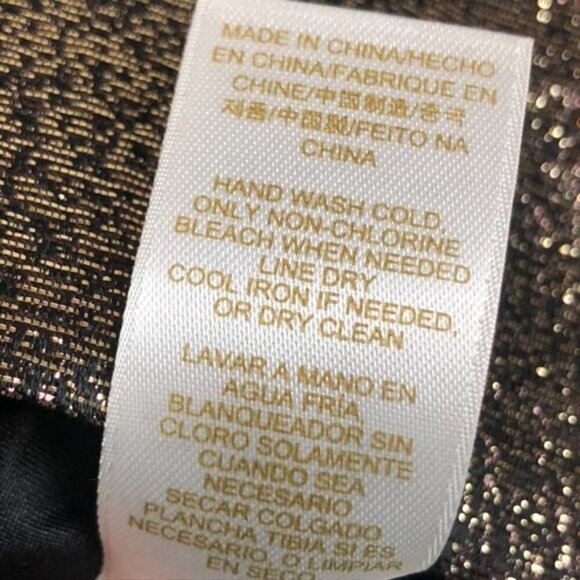 MADE IN CHINA/HECHO
EN CHINA/FABRIQUE EN
CHINE/中国制造/중국
제품/中国製/FEITO NA
CHINA
HAND WASH COLD,
ONLY NON-CHLORINE
BLEACH WHEN NEEDED
LINE DRY
COOL IRON IF NEEDED,
OR DRY CLEAN
LAVAR A MANO EN
AGUA FRÍA
BLANQUEADOR SIN
CLORO SOLAMENTE
CUANDO SEA
NECESARIO
SECAR COLGADO
PLANCHA TIBIA SI ES
NECESARIO, O LIMPIAR
EN SECO